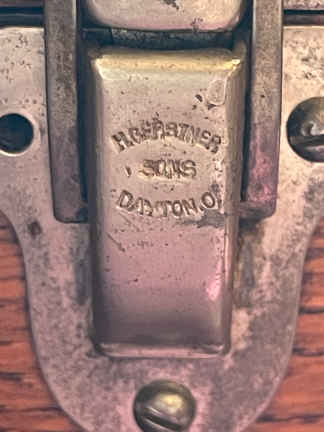 H. GERSTNER
SONS
DAYTON, O.